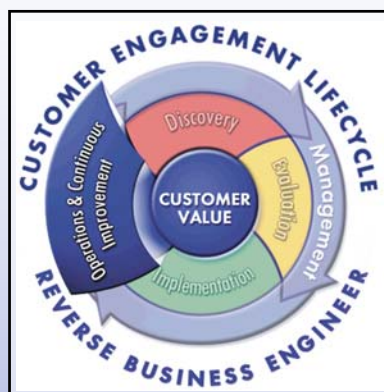 CUSTOMER ENGAGEMENT LIFECYCLE
Discovery
Evaluation
Management
Implementation
Operations & Continuous
Improvement
CUSTOMER
VALUE
REVERSE BUSINESS ENGINEER